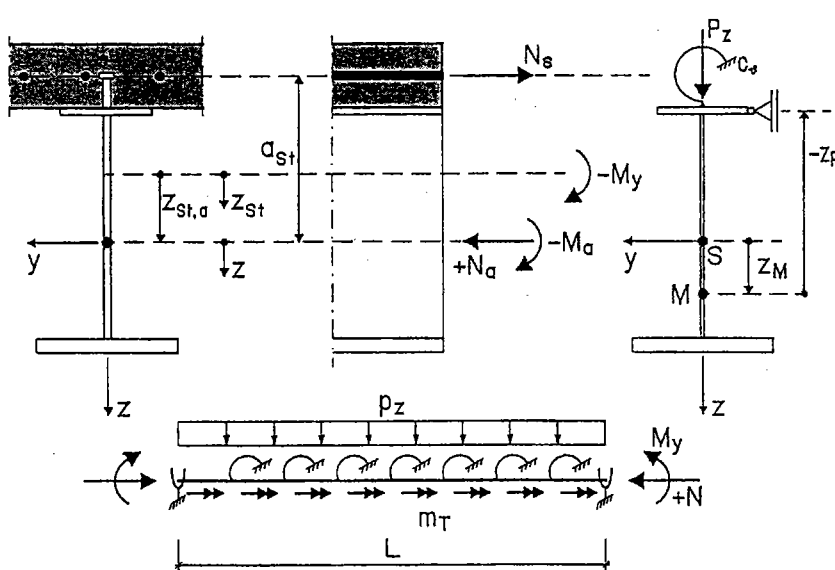 N_s
a_St
-M_y
z_St,a
z_St
y
z
+N_a
-M_a
z
P_z
c_ϑ
-z_p
y
S
z_M
M
z
p_z
M_y
+N
m_T
L